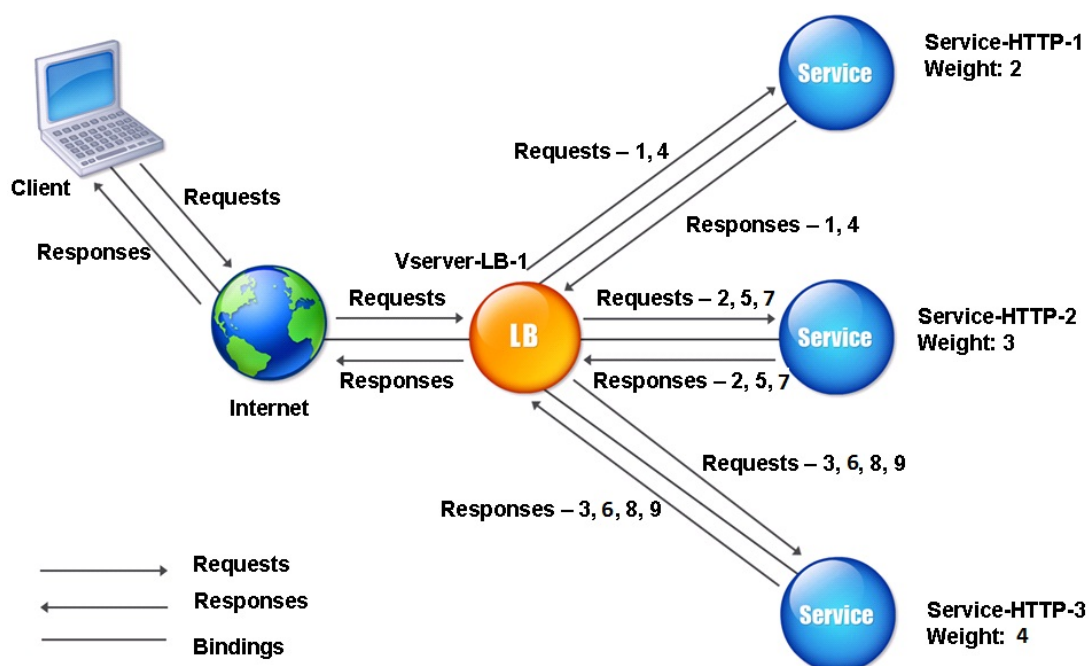 Service-HTTP-1
Weight: 2
Service
Requests – 1, 4
Client
Requests
Responses
Responses – 1, 4
Vserver-LB-1
Requests
Requests – 2, 5, 7
Service-HTTP-2
Weight: 3
LB
Service
Responses
Responses – 2, 5, 7
Internet
Requests – 3, 6, 8, 9
Responses – 3, 6, 8, 9
Requests
Responses
Bindings
Service
Service-HTTP-3
Weight: 4